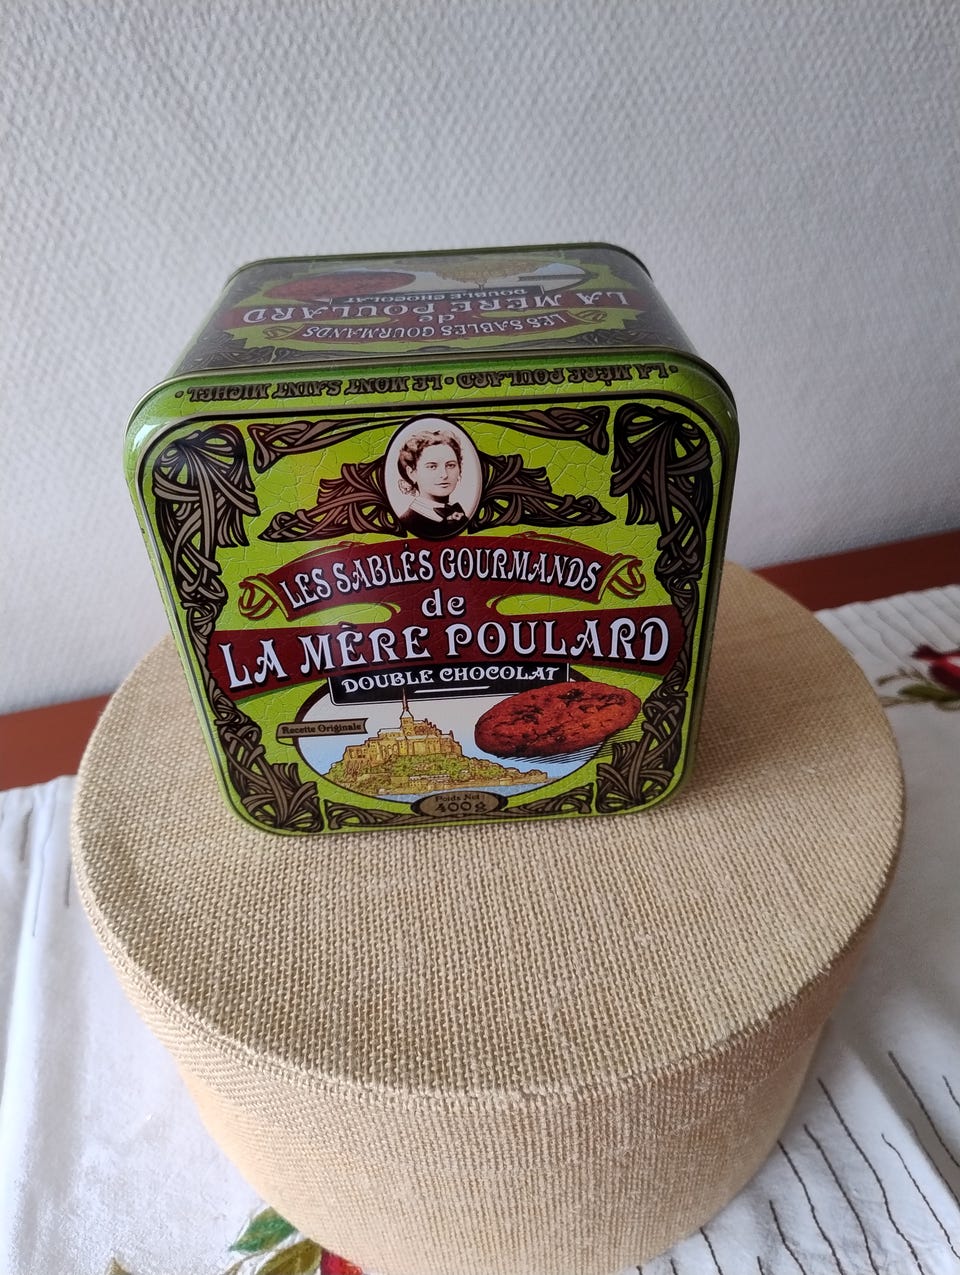 LES SABLÉS GOURMANDS
de
LA MÈRE POULARD
DOUBLE CHOCOLAT
• LA MÈRE POULARD • LE MONT SAINT MICHEL •
LES SABLÉS GOURMANDS
de
LA MÈRE POULARD
DOUBLE CHOCOLAT
Recette Originale
Poids Net:
400 g